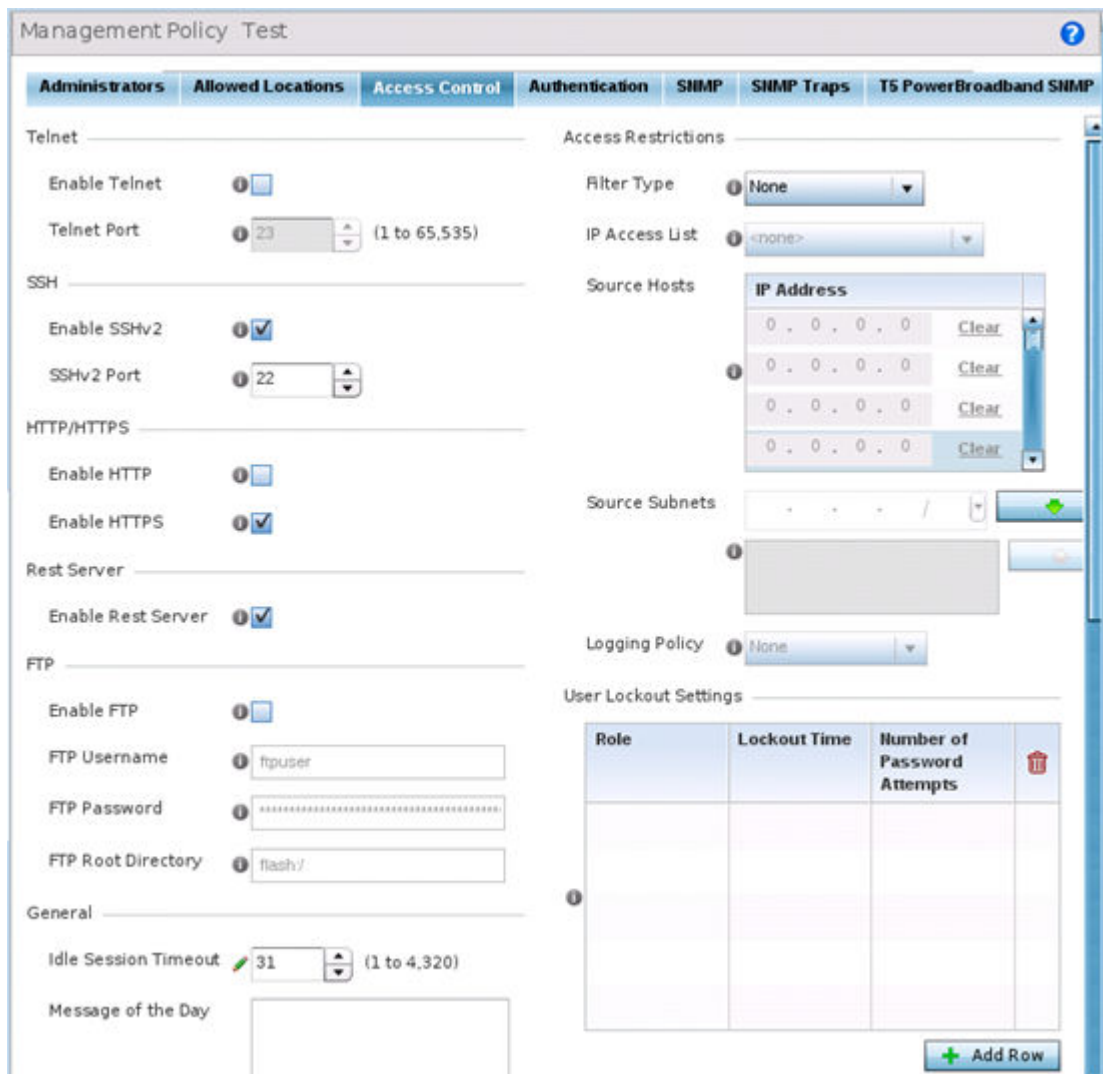 Management Policy Test
Administrators Allowed Locations Access Control Authentication SNMP SNMP Traps T5 PowerBroadband SNMP
Telnet
Enable Telnet
Telnet Port 23 (1 to 65,535)
SSH
Enable SSHv2
SSHv2 Port 22
HTTP/HTTPS
Enable HTTP
Enable HTTPS
Rest Server
Enable Rest Server
FTP
Enable FTP
FTP Username ftpuser
FTP Password
FTP Root Directory flash:/
General
Idle Session Timeout 31 (1 to 4,320)
Message of the Day
Access Restrictions
Filter Type None
IP Access List <none>
Source Hosts
IP Address
0 . 0 . 0 . 0 Clear
0 . 0 . 0 . 0 Clear
0 . 0 . 0 . 0 Clear
0 . 0 . 0 . 0 Clear
Source Subnets . . . /
Logging Policy None
User Lockout Settings
Role Lockout Time Number of Password Attempts
Add Row